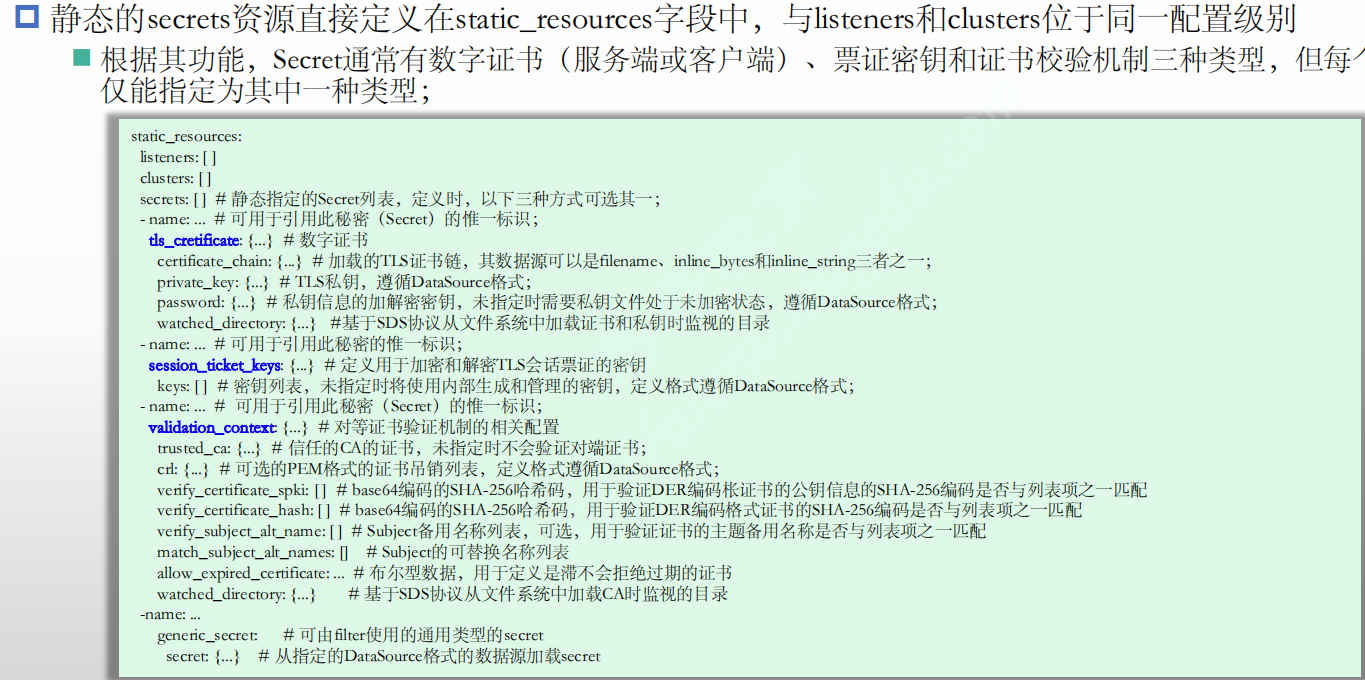 静态的secrets资源直接定义在static_resources字段中，与listeners和clusters位于同一配置级别
根据其功能，Secret通常有数字证书（服务端或客户端）、票证密钥和证书校验机制三种类型，但每个
仅能指定为其中一种类型；
static_resources:
listeners: [ ]
clusters: [ ]
secrets: [ ] # 静态指定的Secret列表，定义时，以下三种方式可选其一；
- name: ... # 可用于引用此秘密（Secret）的惟一标识；
tls_cretificate: {...} # 数字证书
certificate_chain: {...} # 加载的TLS证书链，其数据源可以是filename、inline_bytes和inline_string三者之一；
private_key: {...} # TLS私钥，遵循DataSource格式；
password: {...} # 私钥信息的加解密密钥，未指定时需要私钥文件处于未加密状态，遵循DataSource格式；
watched_directory: {...} #基于SDS协议从文件系统中加载证书和私钥时监视的目录
- name: ... # 可用于引用此秘密的惟一标识；
session_ticket_keys: {...} # 定义用于加密和解密TLS会话票证的密钥
keys: [ ] # 密钥列表，未指定时将使用内部生成和管理的密钥，定义格式遵循DataSource格式；
- name: ... # 可用于引用此秘密（Secret）的惟一标识；
validation_context: {...} # 对等证书验证机制的相关配置
trusted_ca: {...} # 信任的CA的证书，未指定时不会验证对端证书；
crl: {...} # 可选的PEM格式的证书吊销列表，定义格式遵循DataSource格式；
verify_certificate_spki: [ ] # base64编码的SHA-256哈希码，用于验证DER编码枨证书的公钥信息的SHA-256编码是否与列表项之一匹配
verify_certificate_hash: [ ] # base64编码的SHA-256哈希码，用于验证DER编码格式证书的SHA-256编码是否与列表项之一匹配
verify_subject_alt_name: [ ] # Subject备用名称列表，可选，用于验证证书的主题备用名称是否与列表项之一匹配
match_subject_alt_names: [] # Subject的可替换名称列表
allow_expired_certificate: ... # 布尔型数据，用于定义是滞不会拒绝过期的证书
watched_directory: {...} # 基于SDS协议从文件系统中加载CA时监视的目录
-name: ...
generic_secret: # 可由filter使用的通用类型的secret
secret: {...} # 从指定的DataSource格式的数据源加载secret